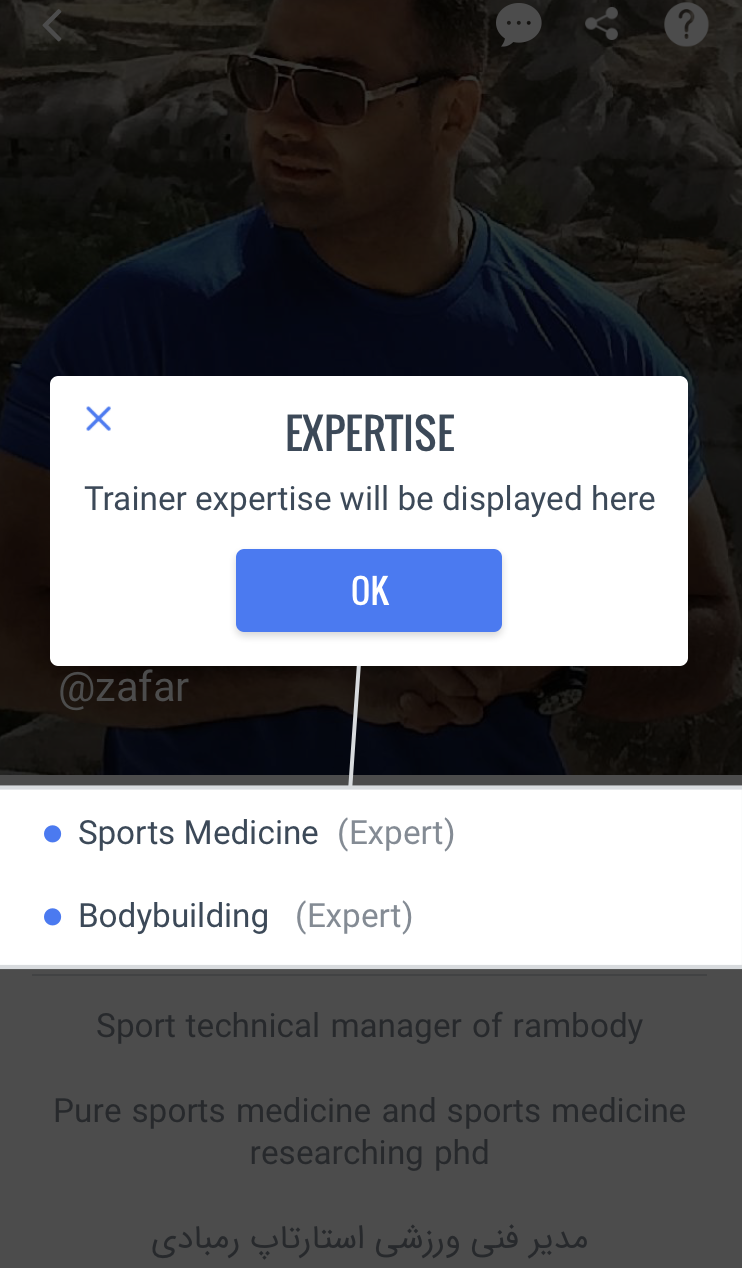 EXPERTISE
Trainer expertise will be displayed here
OK
@zafar
Sports Medicine (Expert)
Bodybuilding (Expert)
Sport technical manager of rambody
Pure sports medicine and sports medicine
researching phd
مدیر فنی ورزشی استارتاپ رمبادی